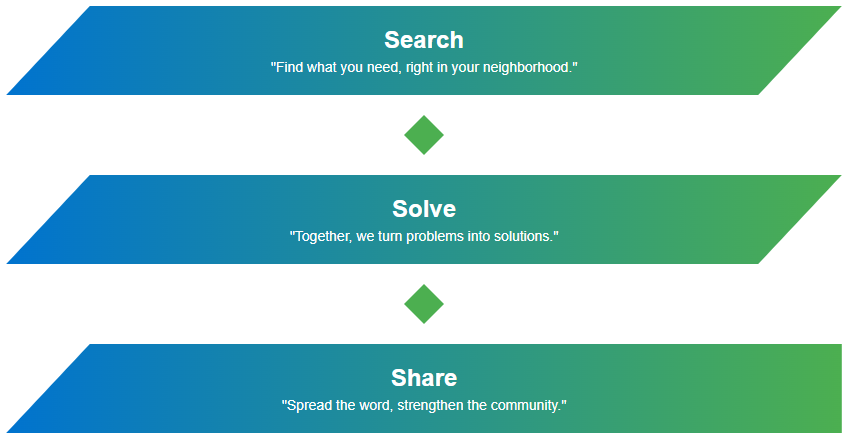 Search
"Find what you need, right in your neighborhood."
Solve
"Together, we turn problems into solutions."
Share
"Spread the word, strengthen the community."